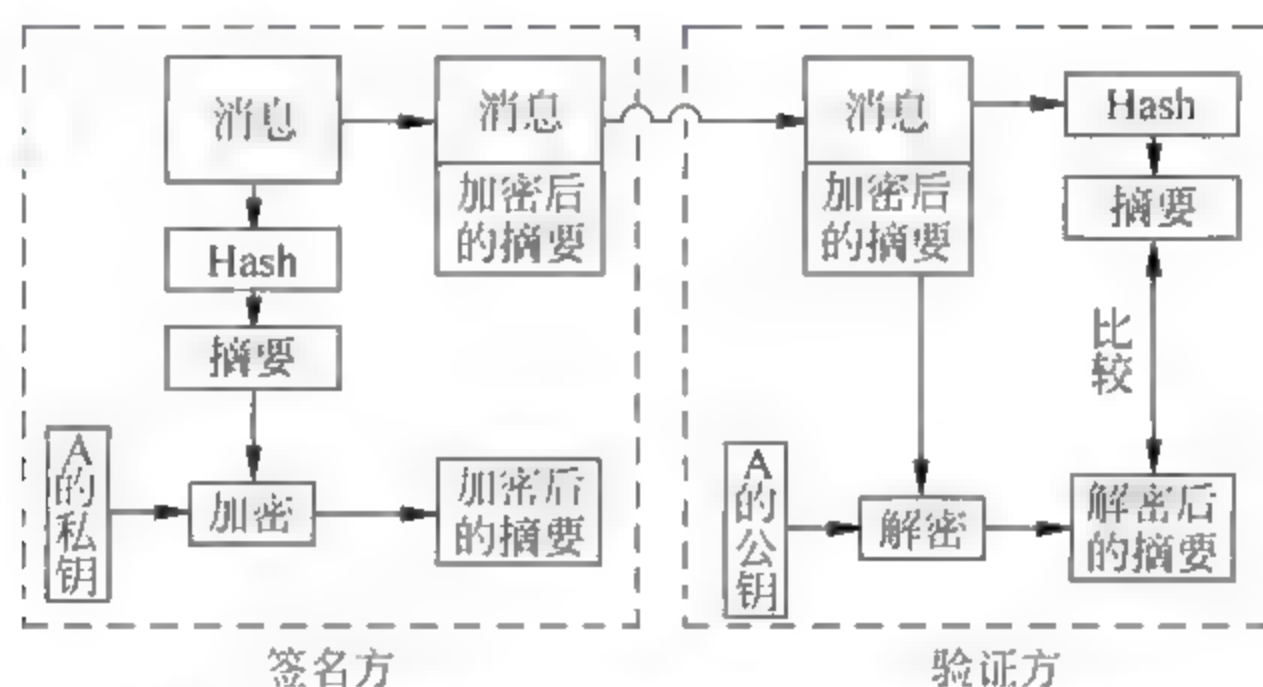 消息
消息
加密后
的摘要
Hash
摘要
A
的
私
钥
加密
加密后
的摘要
签名方
消息
加密后
的摘要
Hash
摘要
比
较
A
的
公
钥
解密
解密后
的摘要
验证方